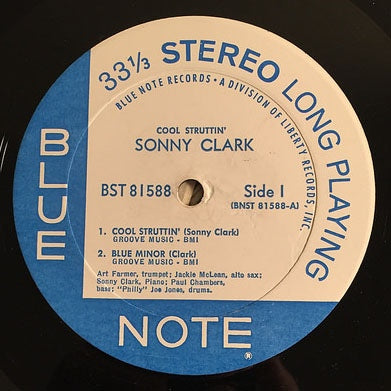 33 1/3 STEREO LONG PLAYING
BLUE NOTE RECORDS • A DIVISION OF LIBERTY RECORDS, INC.
COOL STRUTTIN'
SONNY CLARK
BST 81588
Side I
(BNST 81588-A)
1. COOL STRUTTIN' (Sonny Clark)
GROOVE MUSIC - BMI
2. BLUE MINOR (Clark)
GROOVE MUSIC - BMI
Art Farmer, trumpet; Jackie McLean, alto sax;
Sonny Clark, Piano; Paul Chambers,
bass; "Philly" Joe Jones, drums.
BLUE
NOTE ®